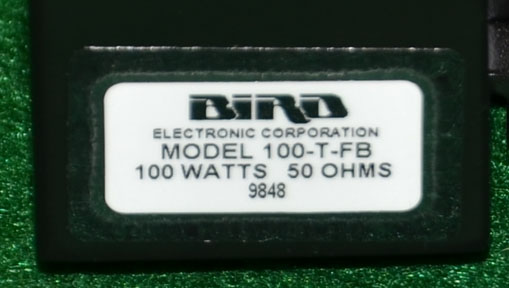 BIRD
ELECTRONIC CORPORATION
MODEL 100-T-FB
100 WATTS 50 OHMS
9848